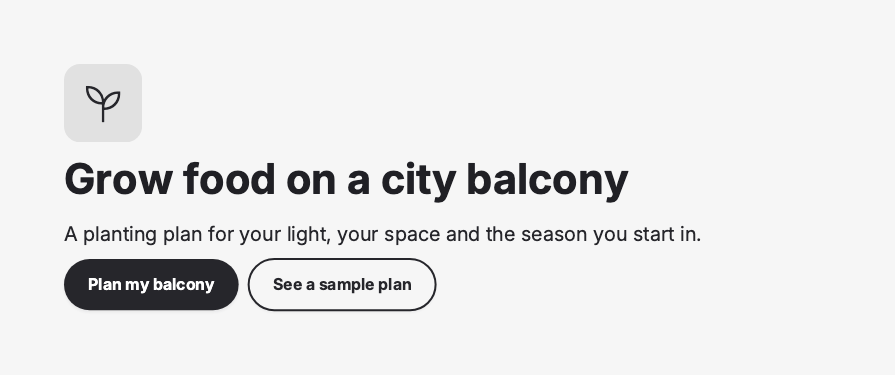 Grow food on a city balcony
A planting plan for your light, your space and the season you start in.
Plan my balcony
See a sample plan